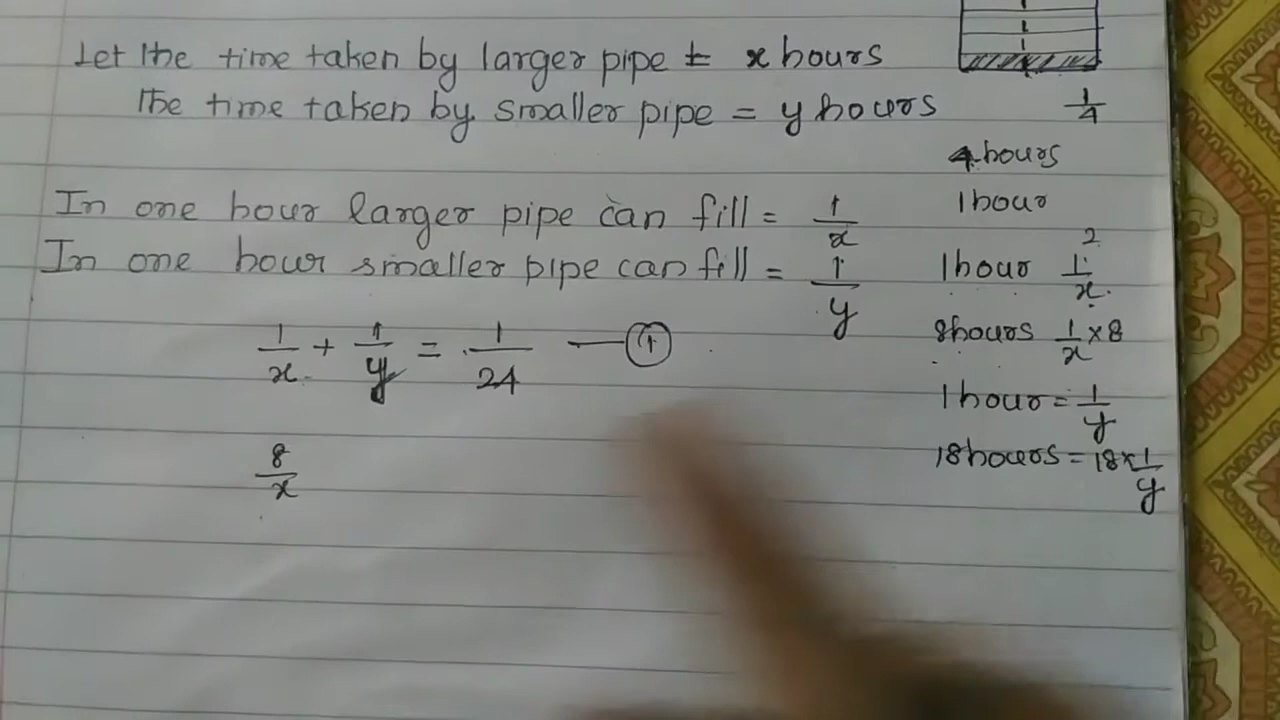 Let the time taken by larger pipe = x hours
The time taken by smaller pipe = y hours
In one hour larger pipe can fill = 1/x
In one hour smaller pipe can fill = 1/y
1/x + 1/y = 1/24 — ①
8/x
1/4
4 hours
1 hour
2
1 hour 1/x
8 hours 1/x × 8
1 hour = 1/y
18 hours = 18 × 1/y